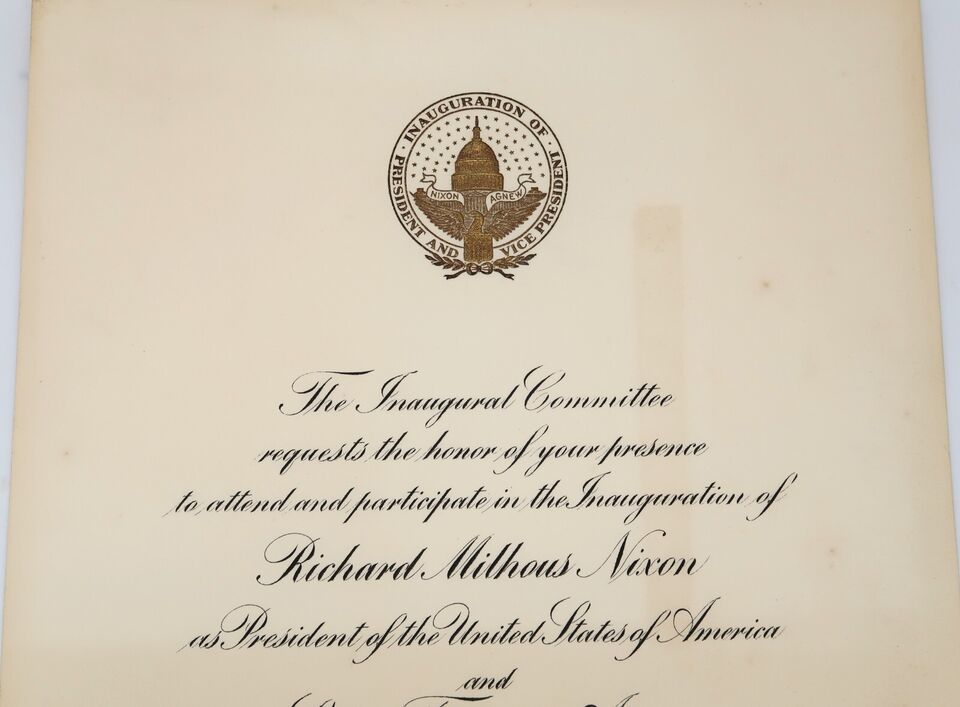 · INAUGURATION OF · PRESIDENT AND VICE PRESIDENT
NIXON AGNEW
The Inaugural Committee
requests the honor of your presence
to attend and participate in the Inauguration of
Richard Milhous Nixon
as President of the United States of America
and